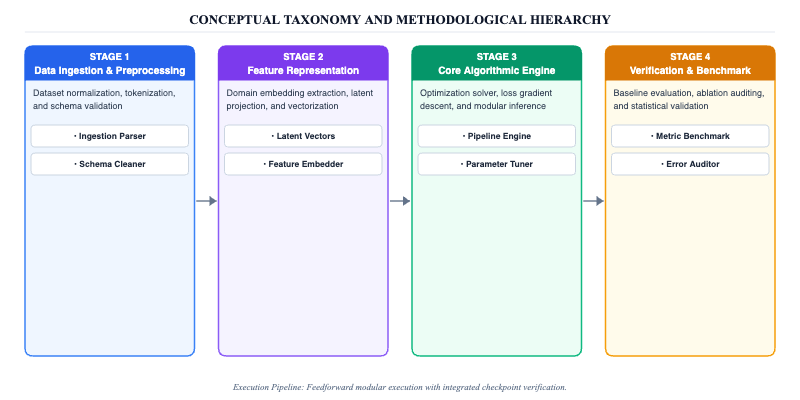 CONCEPTUAL TAXONOMY AND METHODOLOGICAL HIERARCHY
STAGE 1
Data Ingestion & Preprocessing
Dataset normalization, tokenization,
and schema validation
· Ingestion Parser
· Schema Cleaner
STAGE 2
Feature Representation
Domain embedding extraction, latent
projection, and vectorization
· Latent Vectors
· Feature Embedder
STAGE 3
Core Algorithmic Engine
Optimization solver, loss gradient
descent, and modular inference
· Pipeline Engine
· Parameter Tuner
STAGE 4
Verification & Benchmark
Baseline evaluation, ablation auditing,
and statistical validation
· Metric Benchmark
· Error Auditor
Execution Pipeline: Feedforward modular execution with integrated checkpoint verification.